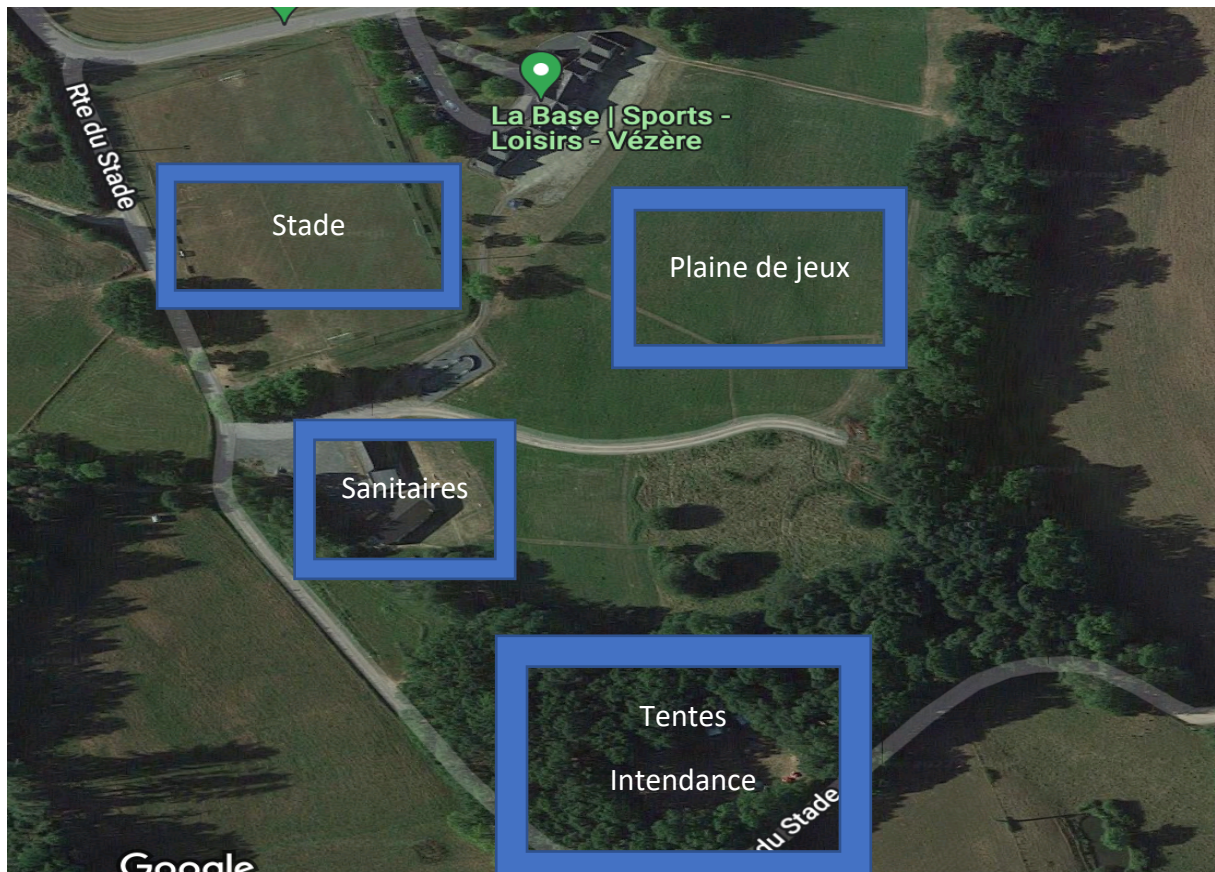 Rte du Stade
La Base | Sports -
Loisirs - Vézère
Stade
Plaine de jeux
Sanitaires
Tentes
Intendance
du Stade
Google